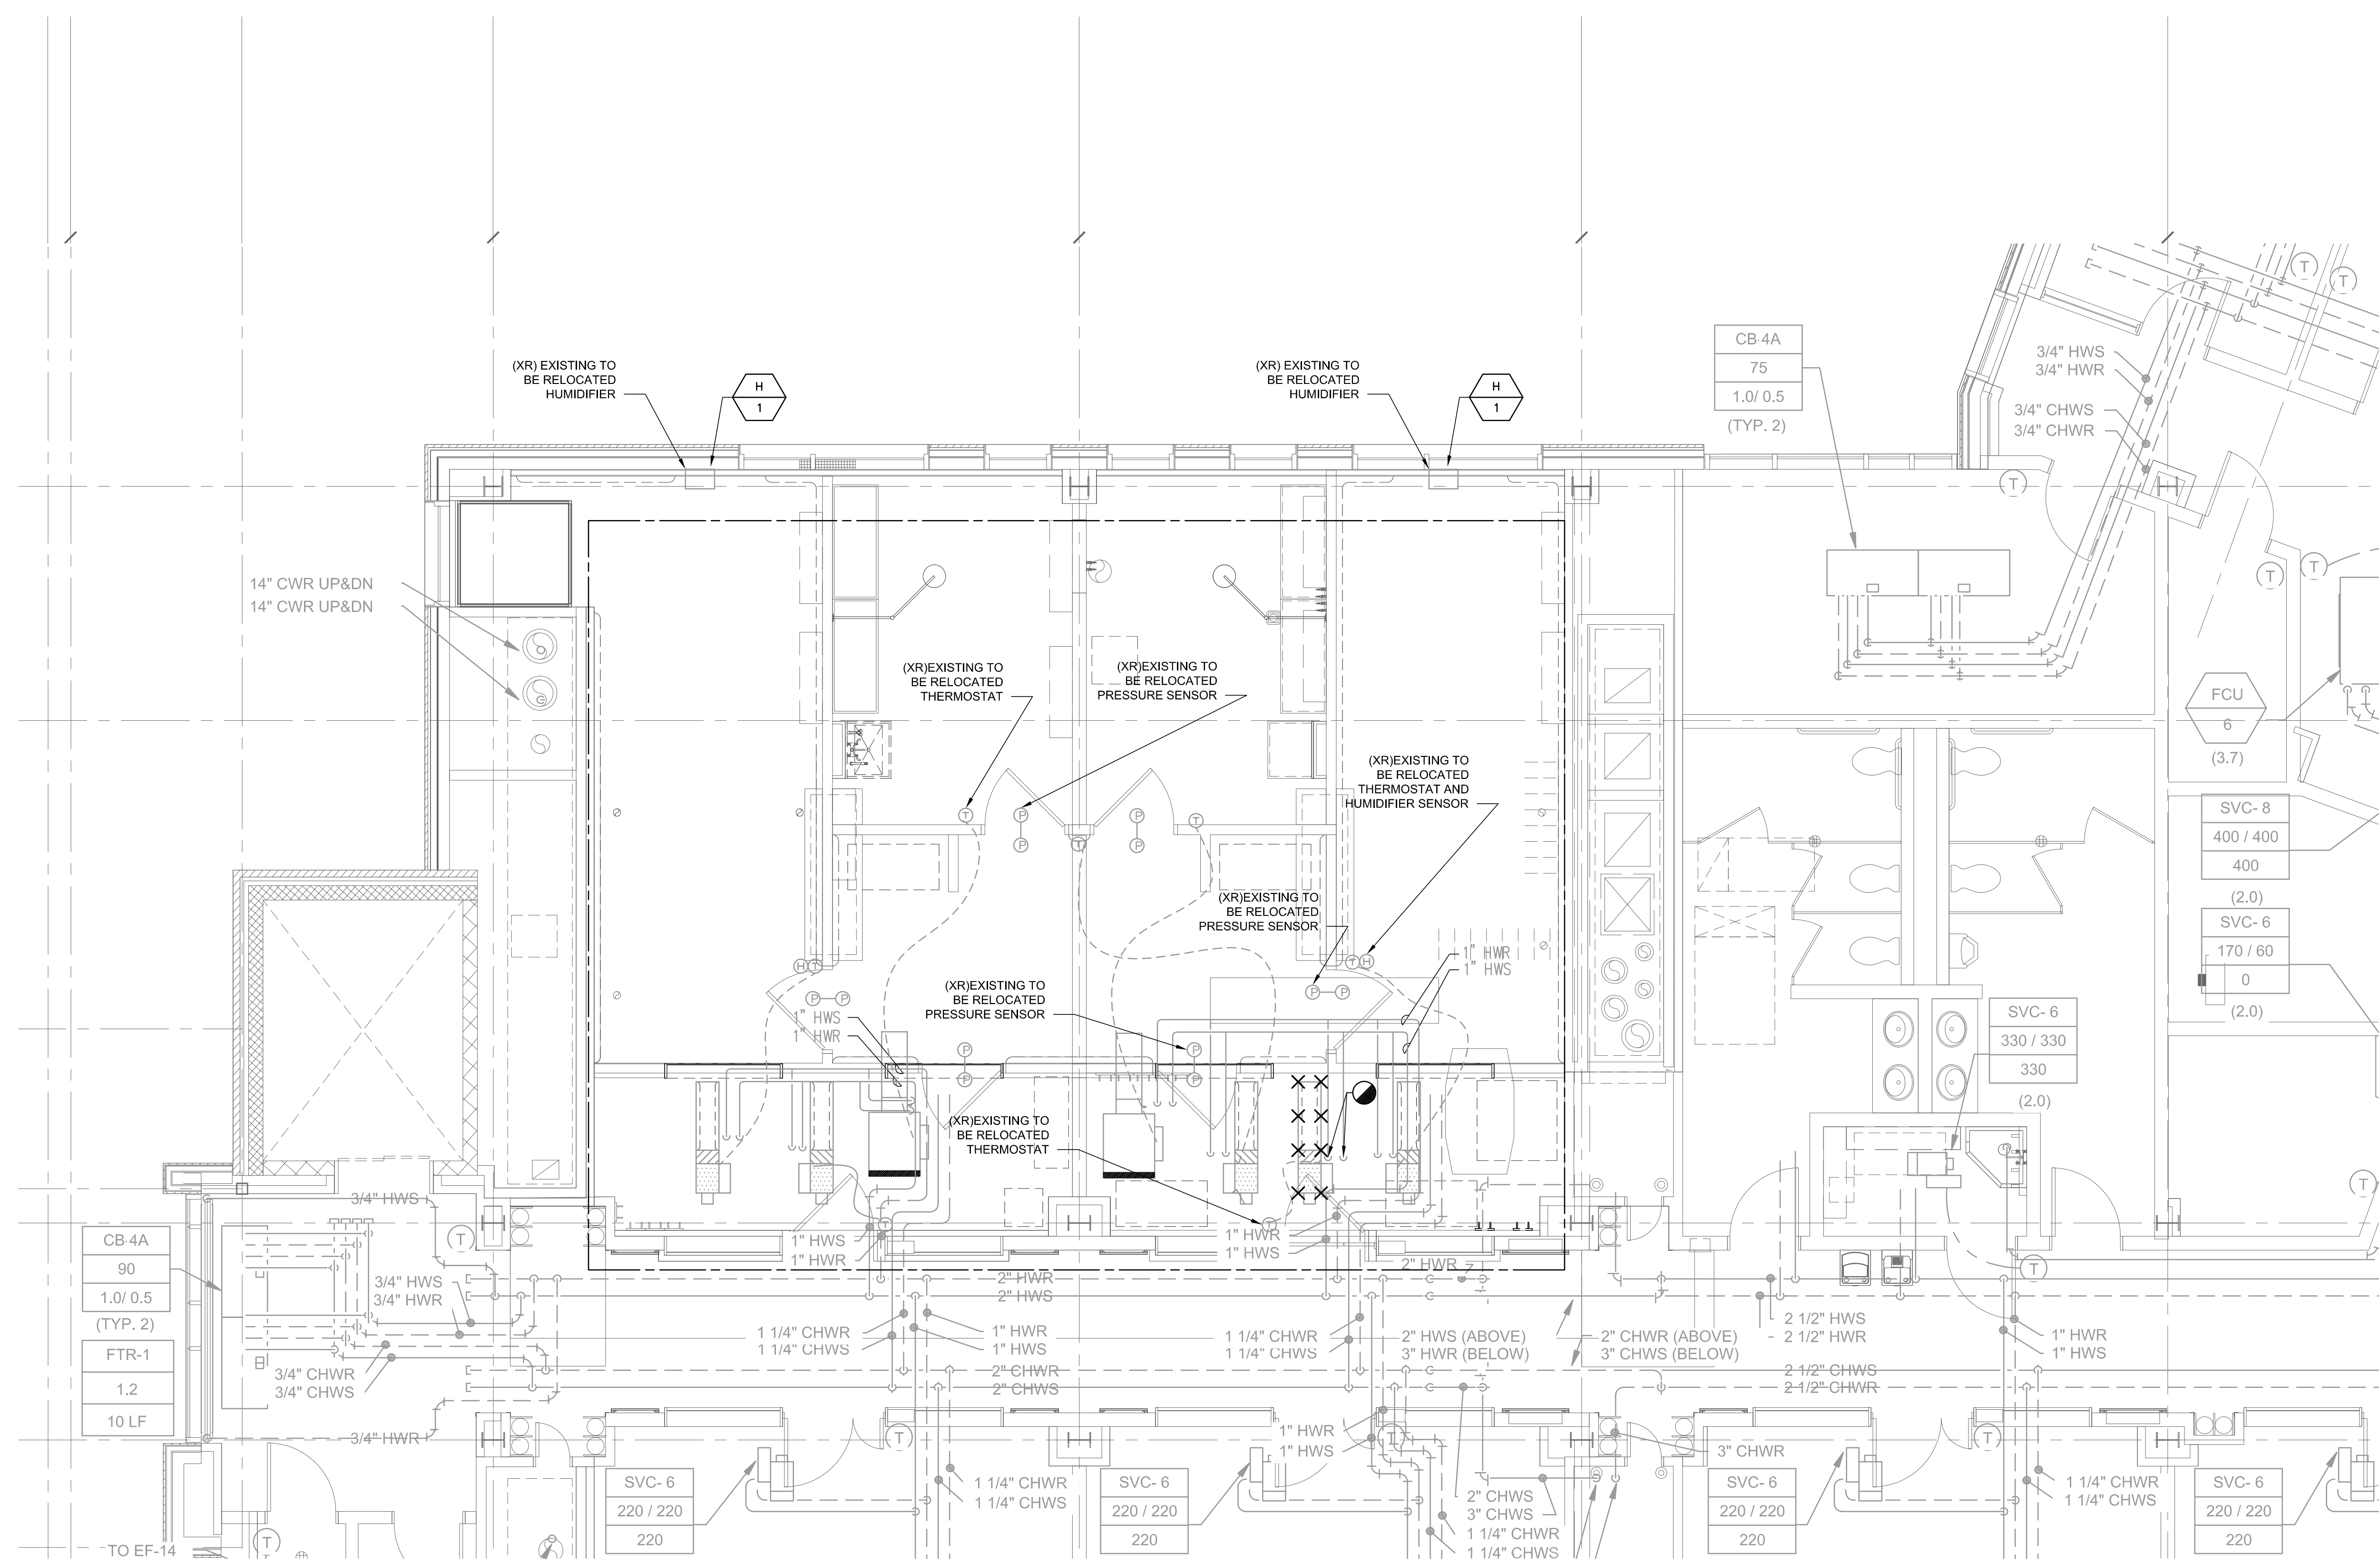 (XR) EXISTING TO
BE RELOCATED
HUMIDIFIER
H
1
(XR) EXISTING TO
BE RELOCATED
HUMIDIFIER
H
1
CB-4A
75
1.0/ 0.5
(TYP. 2)
3/4" HWS
3/4" HWR
3/4" CHWS
3/4" CHWR
T
T
T
T
T
14" CWR UP&DN
14" CWR UP&DN
(XR)EXISTING TO
BE RELOCATED
THERMOSTAT
(XR)EXISTING TO
BE RELOCATED
PRESSURE SENSOR
(XR)EXISTING TO
BE RELOCATED
THERMOSTAT AND
HUMIDIFIER SENSOR
FCU
6
(3.7)
SVC- 8
400 / 400
400
(2.0)
SVC- 6
170 / 60
0
(2.0)
T
P
P
P
P
T
T
(XR)EXISTING TO
BE RELOCATED
PRESSURE SENSOR
H
T
T
H
1" HWR
1" HWS
P
P
P
P
(XR)EXISTING TO
BE RELOCATED
PRESSURE SENSOR
1" HWS
1" HWR
P
P
P
P
SVC- 6
330 / 330
330
(2.0)
(XR)EXISTING TO
BE RELOCATED
THERMOSTAT
3/4" HWS
T
T
T
T
T
CB-4A
90
1.0/ 0.5
(TYP. 2)
FTR-1
1.2
10 LF
1" HWS
1" HWR
1" HWR
1" HWS
3/4" HWS
3/4" HWR
2" HWR
2" HWS
2" HWR
3/4" CHWR
3/4" CHWS
1 1/4" CHWR
1 1/4" CHWS
1" HWR
1" HWS
1 1/4" CHWR
1 1/4" CHWS
2" HWS (ABOVE)
3" HWR (BELOW)
2" CHWR (ABOVE)
3" CHWS (BELOW)
2 1/2" HWS
2 1/2" HWR
1" HWR
1" HWS
2" CHWR
2" CHWS
2 1/2" CHWS
2 1/2" CHWR
3/4" HWR
T
1" HWR
1" HWS
T
3" CHWR
T
SVC- 6
220 / 220
220
1 1/4" CHWR
1 1/4" CHWS
SVC- 6
220 / 220
220
2" CHWS
3" CHWS
1 1/4" CHWR
1 1/4" CHWS
SVC- 6
220 / 220
220
1 1/4" CHWR
1 1/4" CHWS
SVC- 6
220 / 220
220
TO EF-14
T